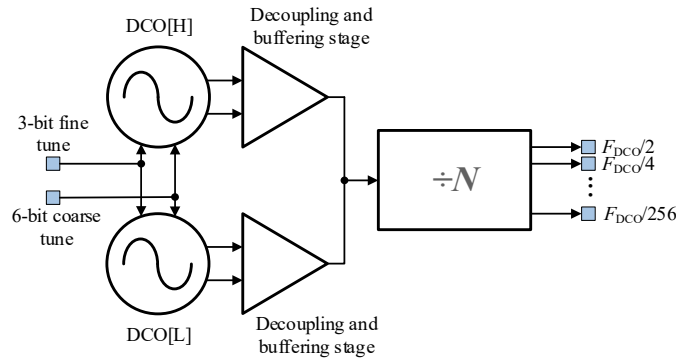 DCO[H]
Decoupling and
buffering stage
3-bit fine
tune
6-bit coarse
tune
÷N
F_DCO/2
F_DCO/4
⋮
F_DCO/256
DCO[L]
Decoupling and
buffering stage